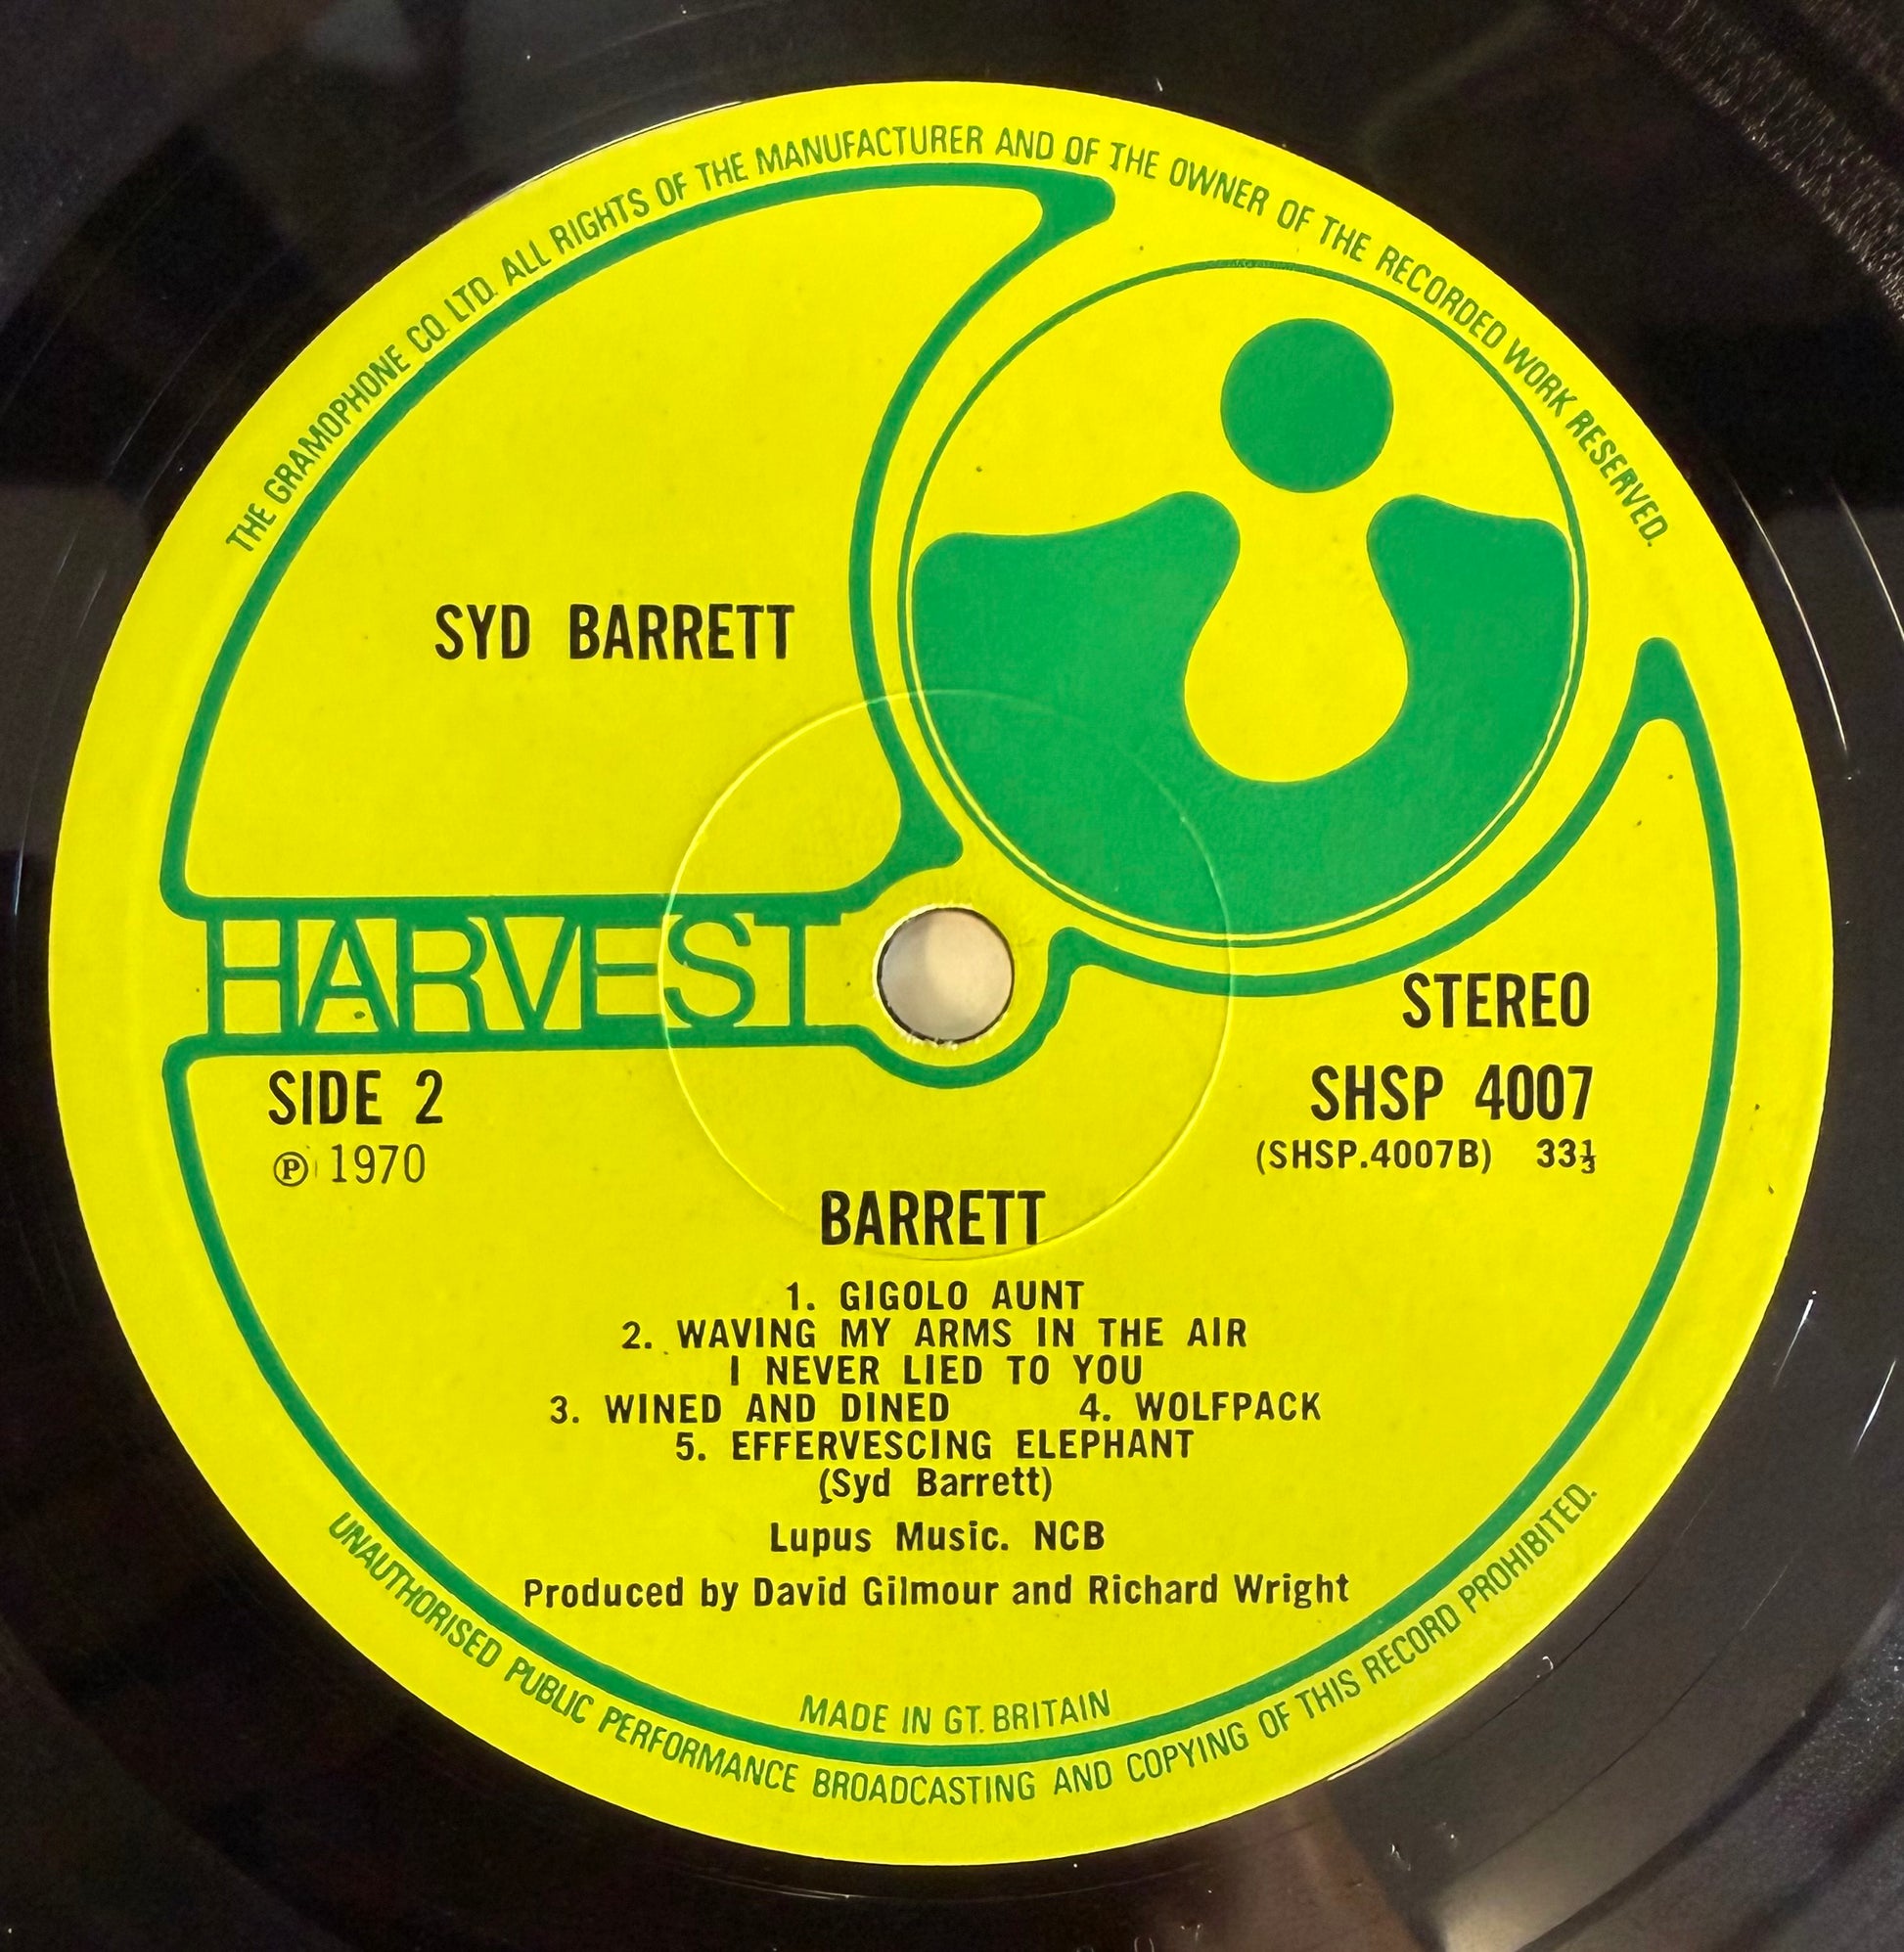 THE GRAMOPHONE CO. LTD. ALL RIGHTS OF THE MANUFACTURER AND OF THE OWNER OF THE RECORDED WORK RESERVED.
SYD BARRETT
HARVEST
STEREO
SIDE 2
SHSP 4007
℗ 1970
(SHSP.4007B) 33⅓
BARRETT
1. GIGOLO AUNT
2. WAVING MY ARMS IN THE AIR
I NEVER LIED TO YOU
3. WINED AND DINED 4. WOLFPACK
5. EFFERVESCING ELEPHANT
(Syd Barrett)
Lupus Music. NCB
Produced by David Gilmour and Richard Wright
MADE IN GT. BRITAIN
UNAUTHORISED PUBLIC PERFORMANCE BROADCASTING AND COPYING OF THIS RECORD PROHIBITED.